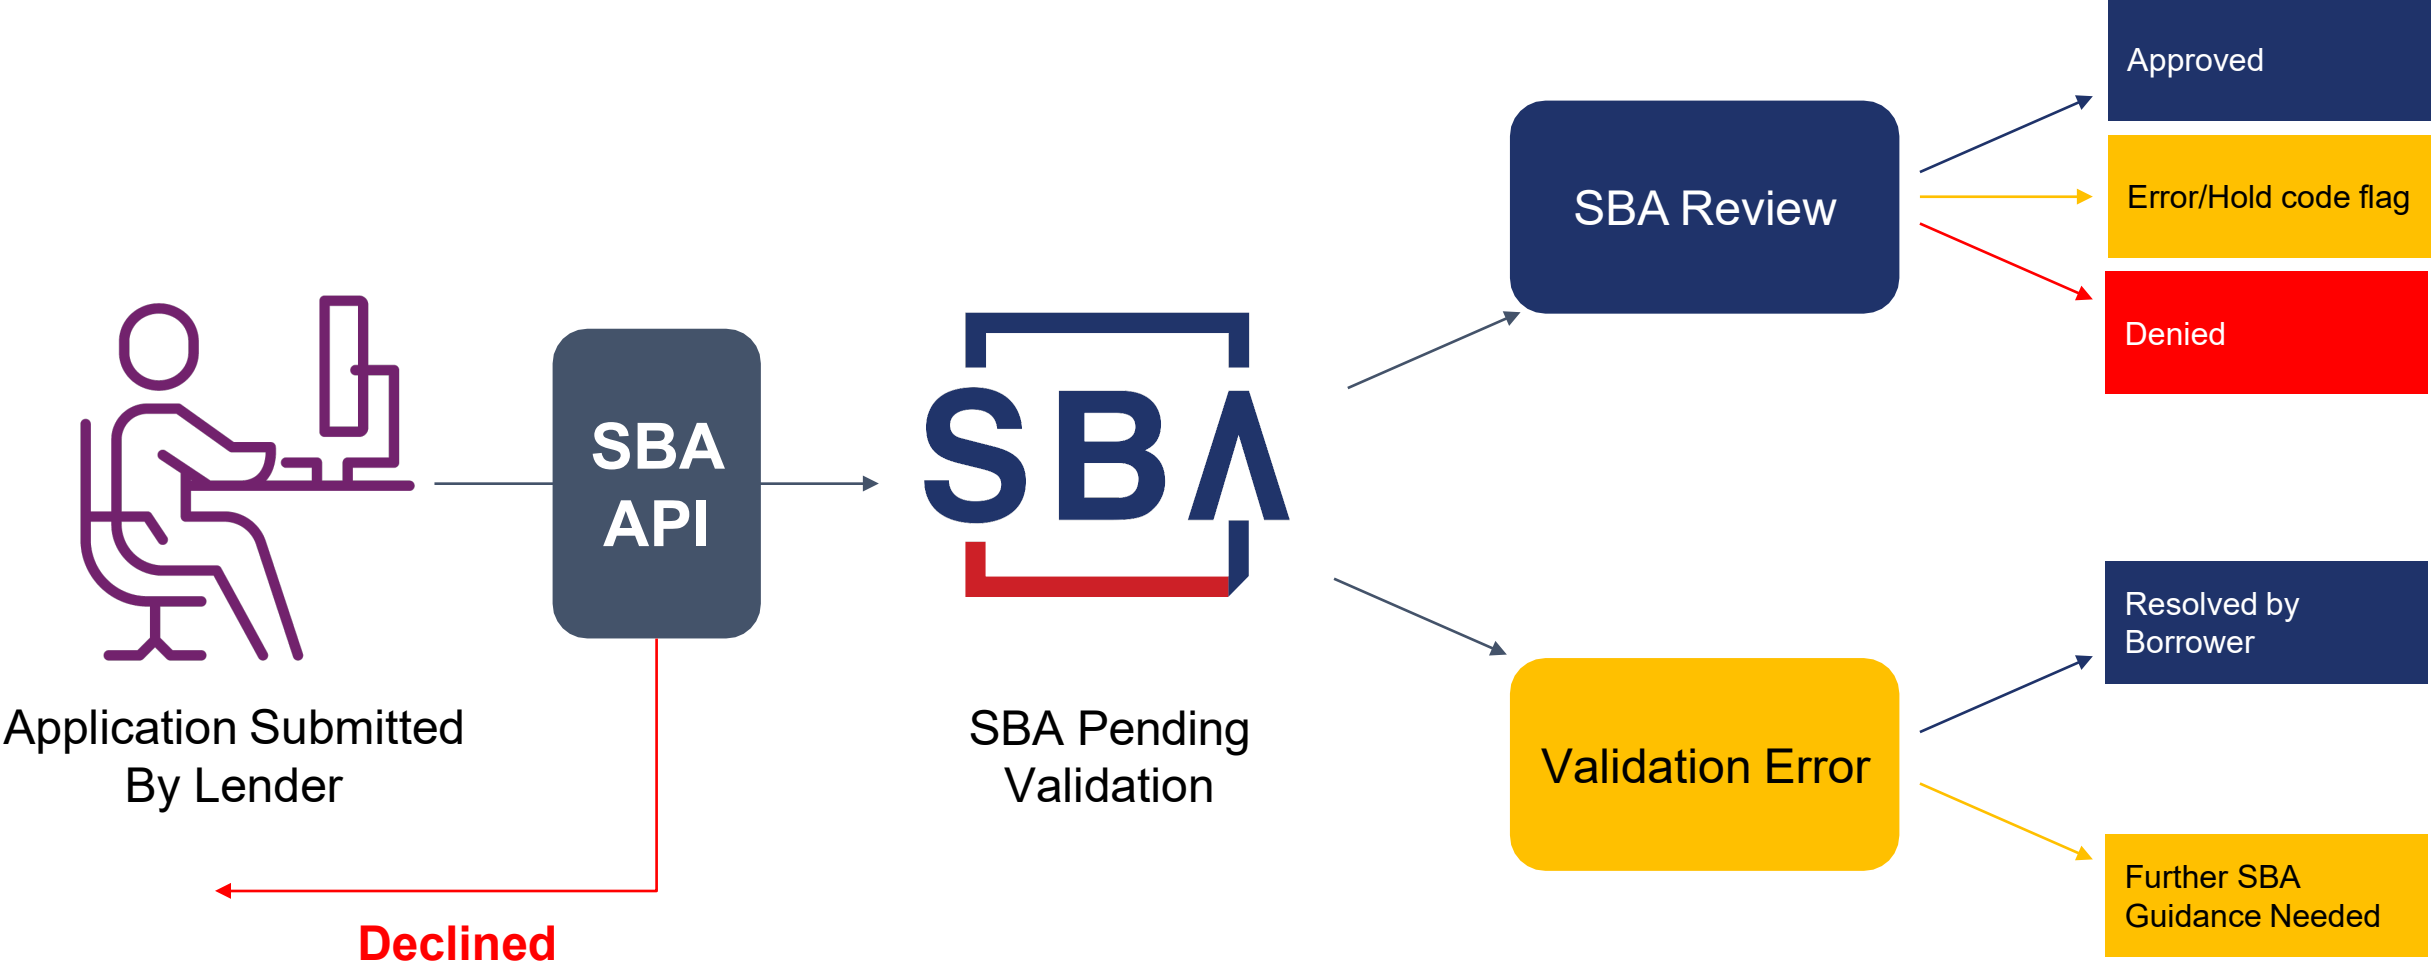 Application Submitted
By Lender
SBA
API
Declined
SBA
SBA Pending
Validation
SBA Review
Validation Error
Approved
Error/Hold code flag
Denied
Resolved by
Borrower
Further SBA
Guidance Needed